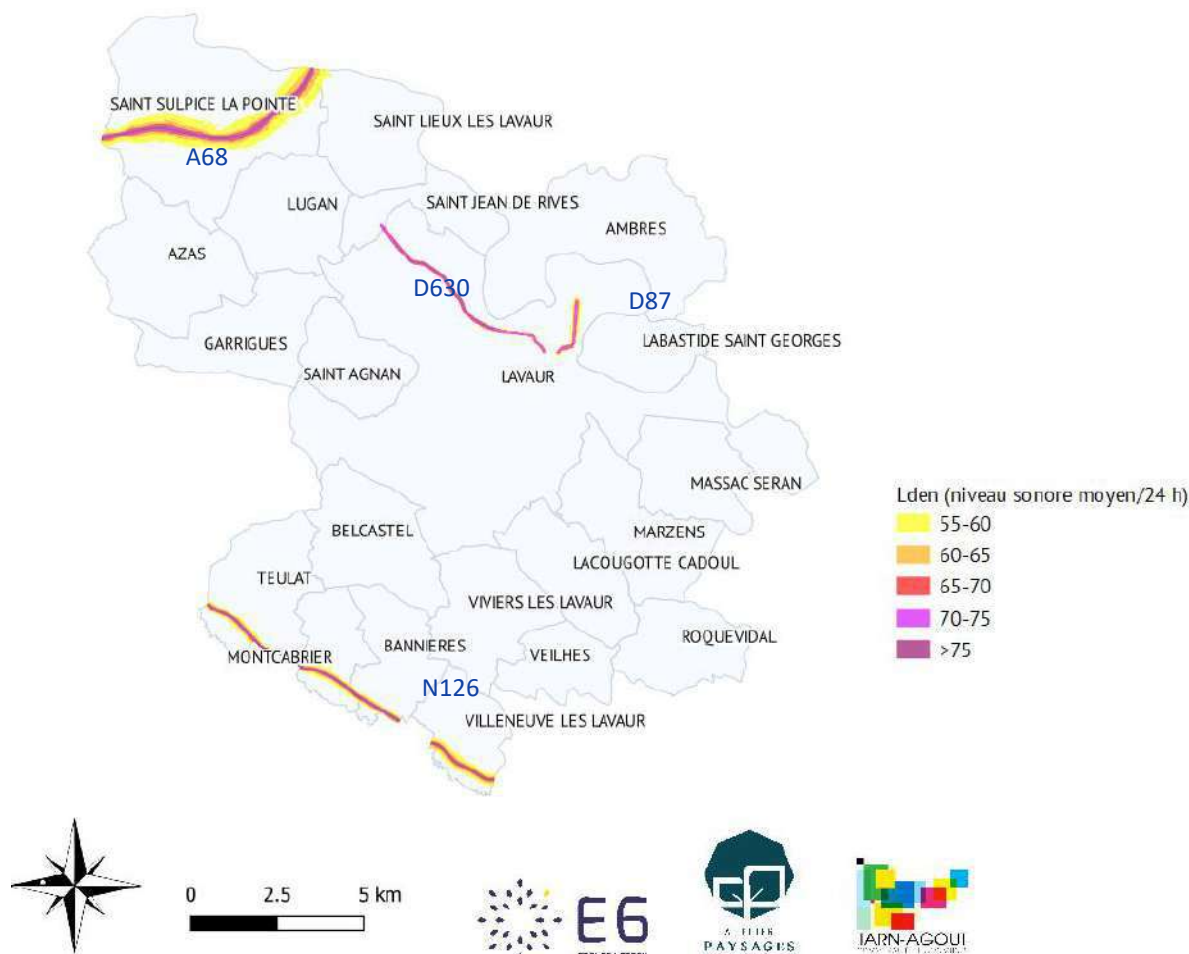 SAINT SULPICE LA POINTE
SAINT LIEUX LES LAVAUR
A68
LUGAN
SAINT JEAN DE RIVES
AMBRES
AZAS
D630
D87
GARRIGUES
LABASTIDE SAINT GEORGES
SAINT AGNAN
LAVAUR
MASSAC SERAN
Lden (niveau sonore moyen/24 h)
55-60
60-65
65-70
70-75
>75
BELCASTEL
MARZENS
LACOUGOTTE CADOUL
TEULAT
VIVIERS LES LAVAUR
ROQUEVIDAL
MONTCABRIER
BANNIERES
VEILHES
N126
VILLENEUVE LES LAVAUR
0 2.5 5 km
E6
PAYSAGES
TARN-AGOUT